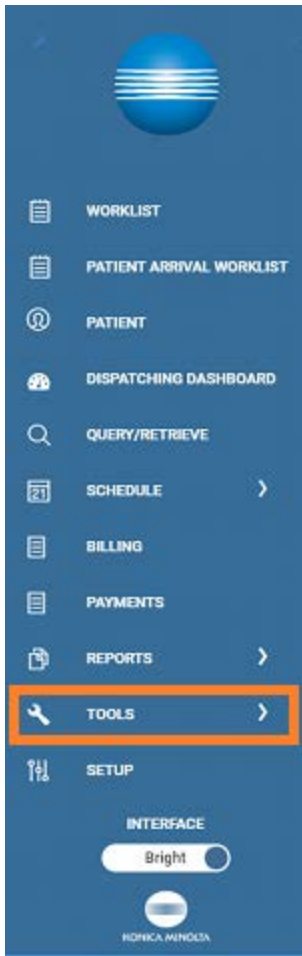 WORKLIST
PATIENT ARRIVAL WORKLIST
PATIENT
DISPATCHING DASHBOARD
QUERY/RETRIEVE
21 SCHEDULE
BILLING
PAYMENTS
REPORTS
TOOLS
SETUP
INTERFACE
Bright
KONICA MINOLTA